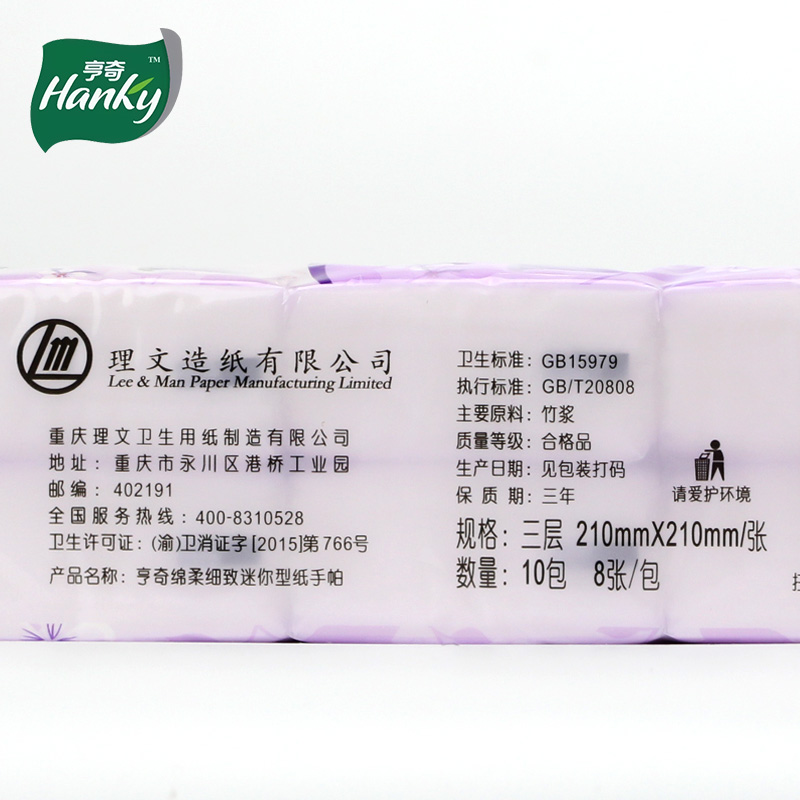 亨奇
Hanky
TM
Lm
理文造纸有限公司
Lee & Man Paper Manufacturing Limited
重庆理文卫生用纸制造有限公司
地址：重庆市永川区港桥工业园
邮编：402191
全国服务热线：400-8310528
卫生许可证：(渝)卫消证字[2015]第766号
产品名称：亨奇绵柔细致迷你型纸手帕
卫生标准：GB15979
执行标准：GB/T20808
主要原料：竹浆
质量等级：合格品
生产日期：见包装打码
保质期：三年
规格：三层 210mmX210mm/张
数量：10包 8张/包
请爱护环境